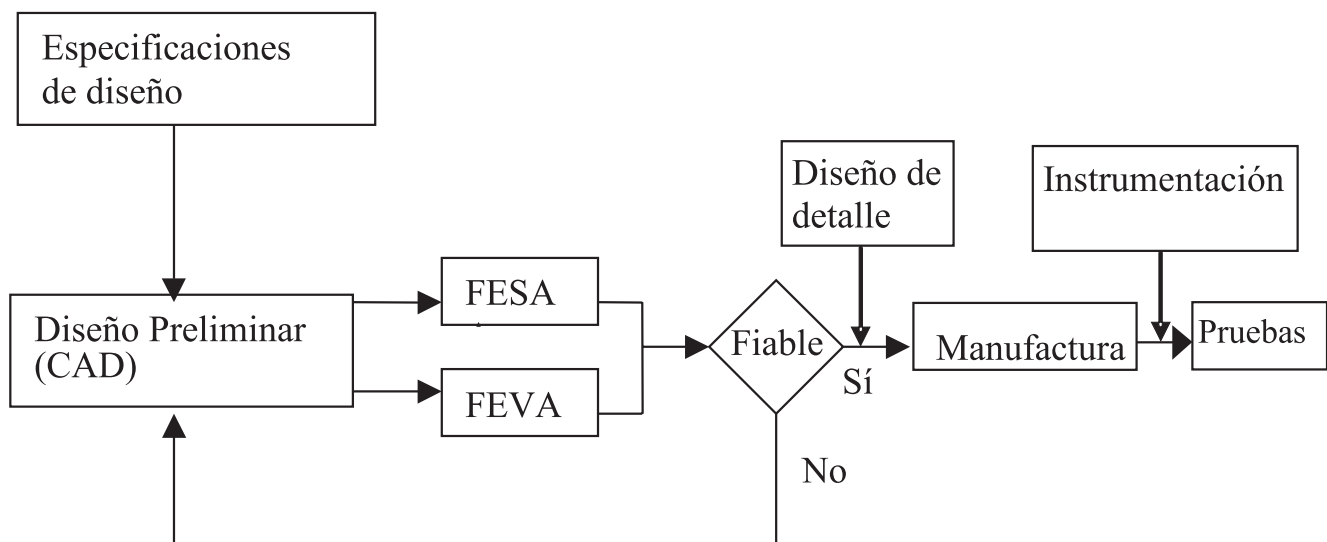 Especificaciones
de diseño
Diseño de
detalle
Instrumentación
FESA
Diseño Preliminar
(CAD)
Fiable
Manufactura
Pruebas
Sí
FEVA
No